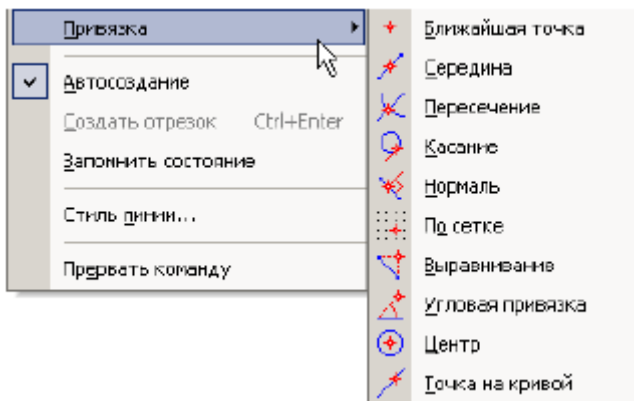 Привязка
Автосоздание
Создать отрезок Ctrl+Enter
Запомнить состояние
Стиль линии...
Прервать команду
Ближайшая точка
Середина
Пересечение
Касание
Нормаль
По сетке
Выравнивание
Угловая привязка
Центр
Точка на кривой